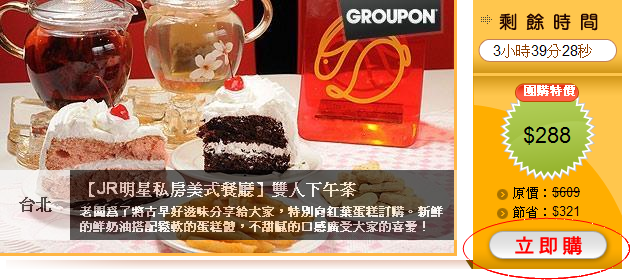 GROUPON
台北
[JR明星私房美式餐廳] 雙人下午茶
老闆為了將古早好滋味分享給大家，特別向紅葉蛋糕訂購。新鮮
的鮮奶油搭配鬆軟的蛋糕體，不甜膩的口感廣受大家的喜愛！
剩餘時間
3小時39分28秒
團購特價
$288
原價：$609
節省：$321
立即購